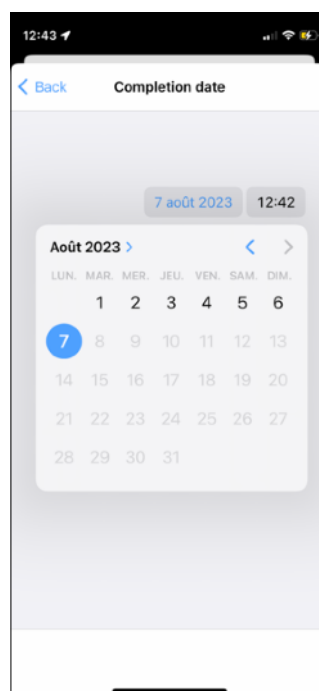 12:43
Back Completion date
7 août 2023 12:42
Août 2023
LUN. MAR. MER. JEU. VEN. SAM. DIM.
1 2 3 4 5 6
7 8 9 10 11 12 13
14 15 16 17 18 19 20
21 22 23 24 25 26 27
28 29 30 31